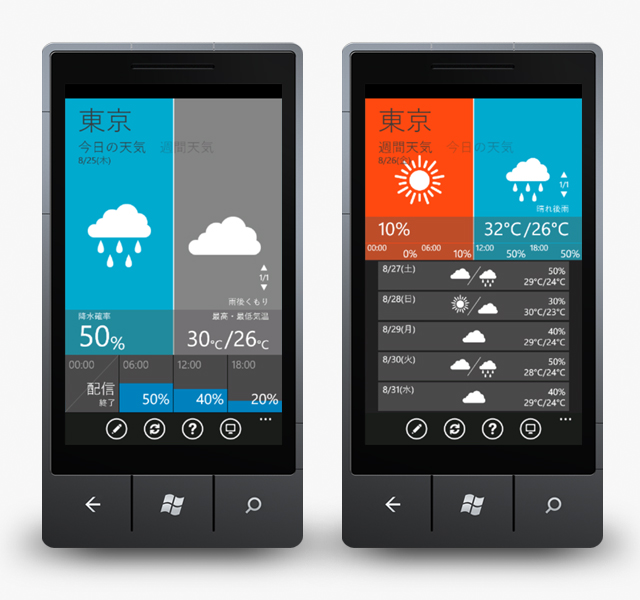 東京
今日の天気 週間天気
8/25(木)
1/1
雨後くもり
降水確率
最高・最低気温
50%
30°C/26°C
00:00 06:00 12:00 18:00
配信
終了
50% 40% 20%
東京
週間天気 今日の天気
8/26(金)
1/1
晴れ後雨
10%
32°C/26°C
00:00 06:00 12:00 18:00
0% 10% 50% 50%
8/27(土)
50%
29°C/24°C
8/28(日)
30%
30°C/23°C
8/29(月)
40%
29°C/24°C
8/30(火)
50%
28°C/24°C
8/31(水)
40%
29°C/24°C